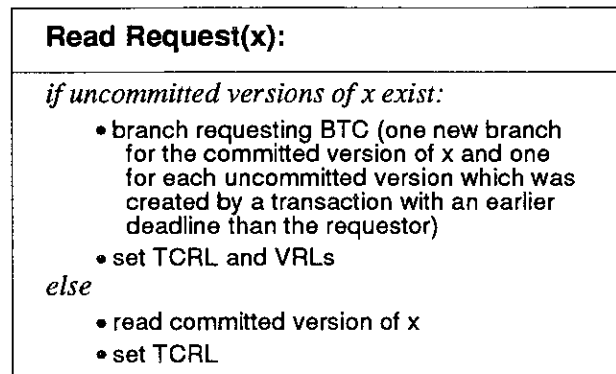 Read Request(x):
if uncommitted versions of x exist:
• branch requesting BTC (one new branch
for the committed version of x and one
for each uncommitted version which was
created by a transaction with an earlier
deadline than the requestor)
• set TCRL and VRLs
else
• read committed version of x
• set TCRL